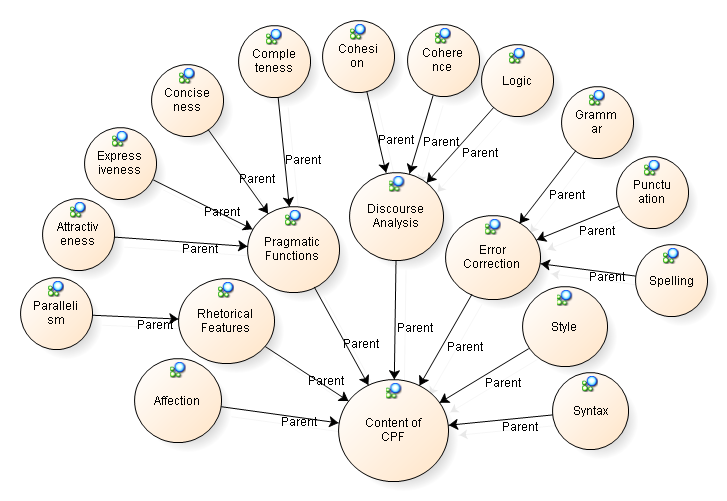 Comple
teness
Cohesi
on
Cohere
nce
Logic
Concise
ness
Gramm
ar
Express
iveness
Punctu
ation
Attractiv
eness
Parent
Parent
Parent
Parent
Parent
Parent
Parent
Parent
Parent
Parent
Pragmatic
Functions
Discourse
Analysis
Error
Correction
Spelling
Parent
Parallel
ism
Parent
Rhetorical
Features
Parent
Parent
Parent
Style
Affection
Parent
Parent
Parent
Content of
CPF
Parent
Syntax